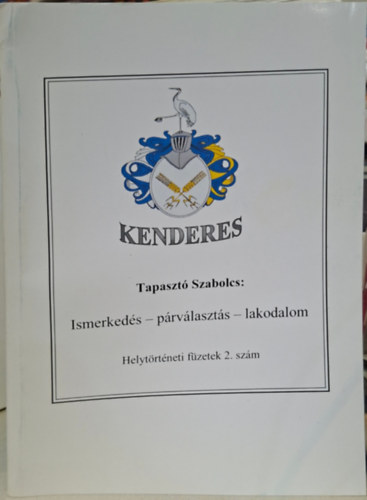 KENDERES
Tapasztó Szabolcs:
Ismerkedés – párválasztás – lakodalom
Helytörténeti füzetek 2. szám